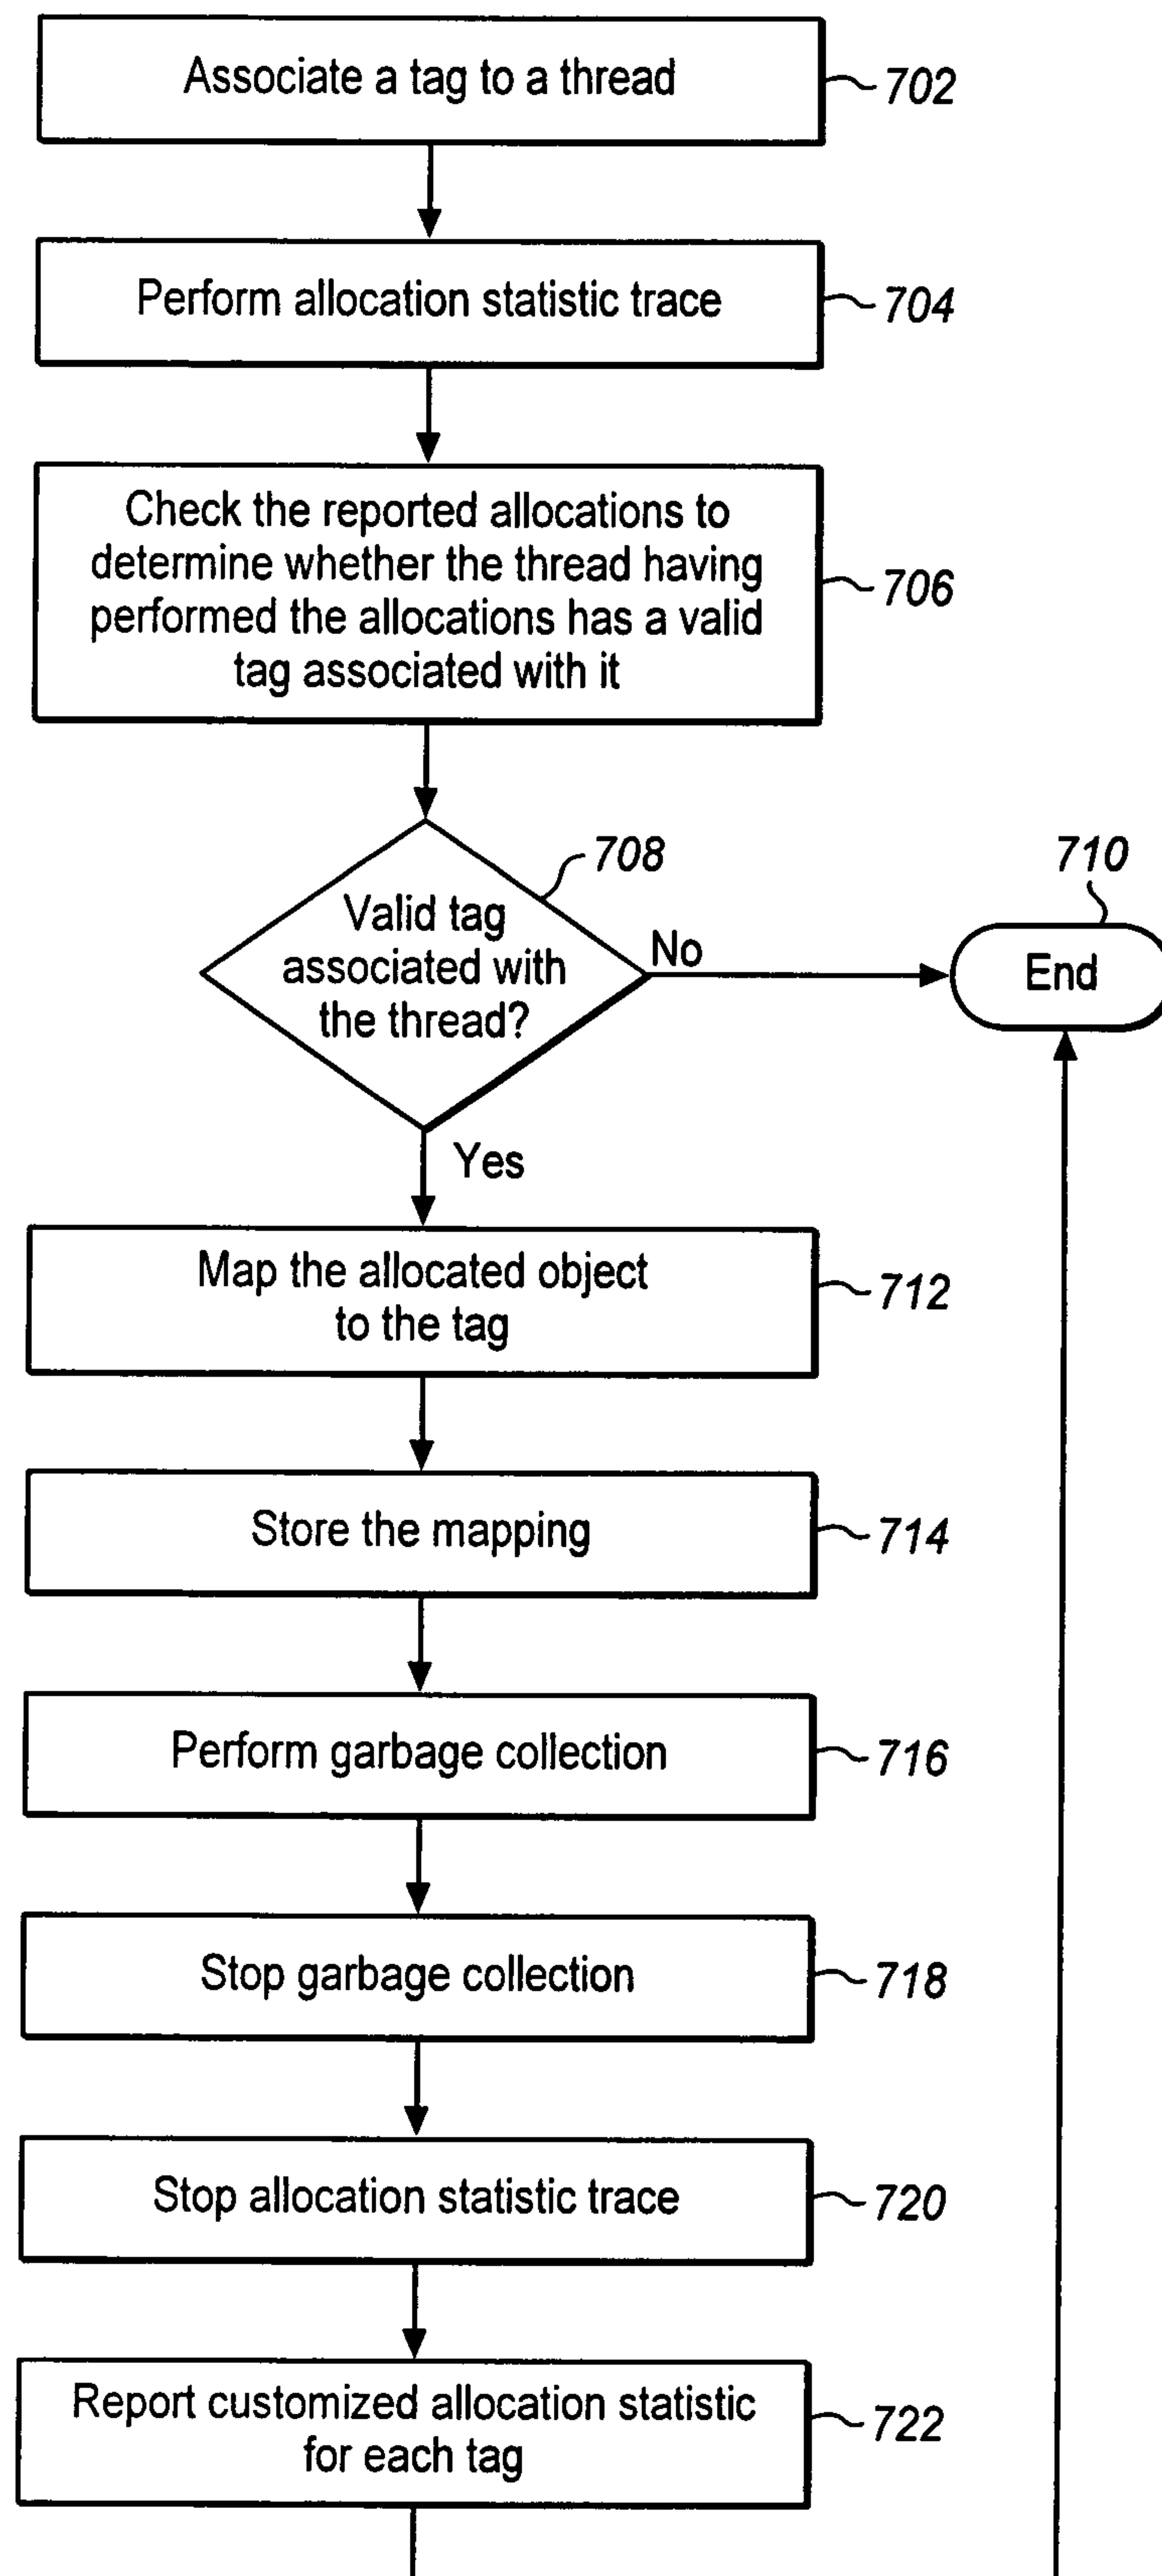 Associate a tag to a thread
702
Perform allocation statistic trace
704
Check the reported allocations to
determine whether the thread having
performed the allocations has a valid
tag associated with it
706
708
Valid tag
associated with
the thread?
No
710
End
Yes
Map the allocated object
to the tag
712
Store the mapping
714
Perform garbage collection
716
Stop garbage collection
718
Stop allocation statistic trace
720
Report customized allocation statistic
for each tag
722